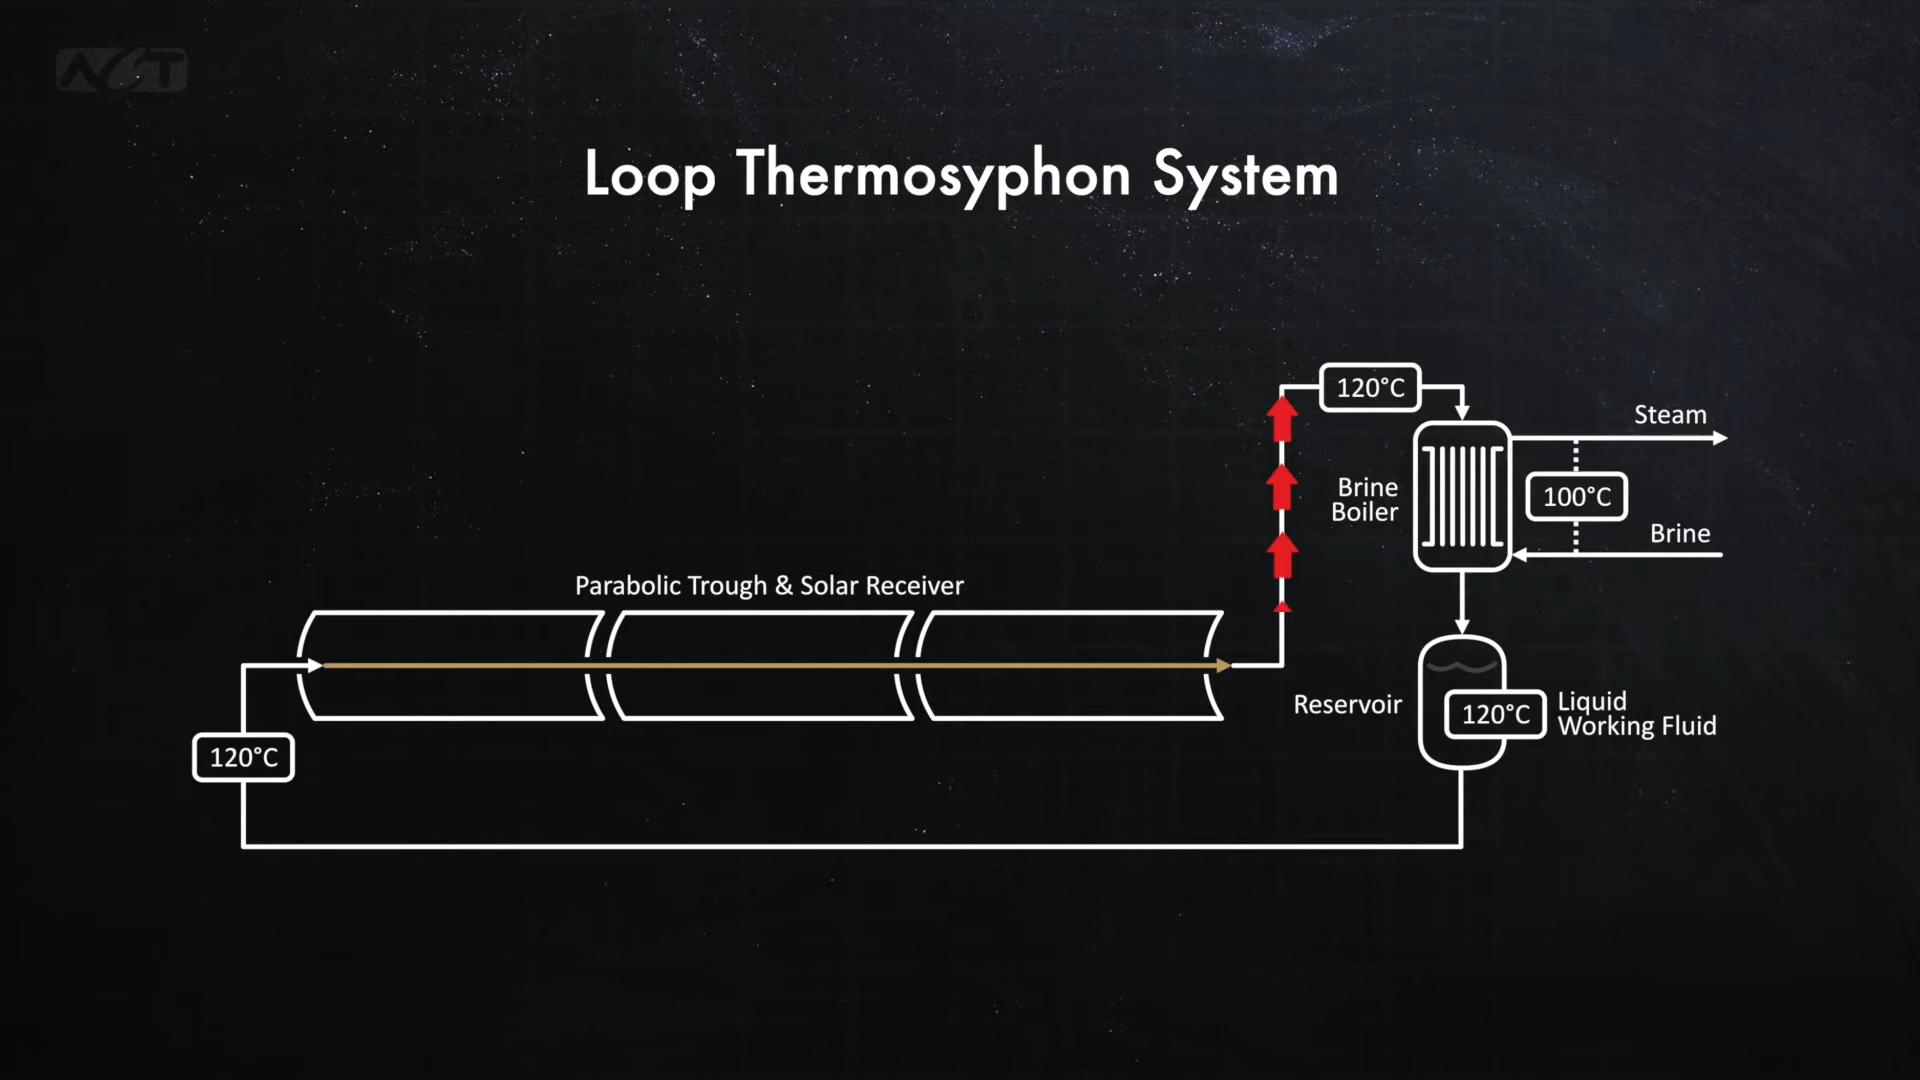 ACT
Loop Thermosyphon System
120°C
Steam
Brine
Boiler
100°C
Brine
Parabolic Trough & Solar Receiver
Reservoir
120°C
Liquid
Working Fluid
120°C